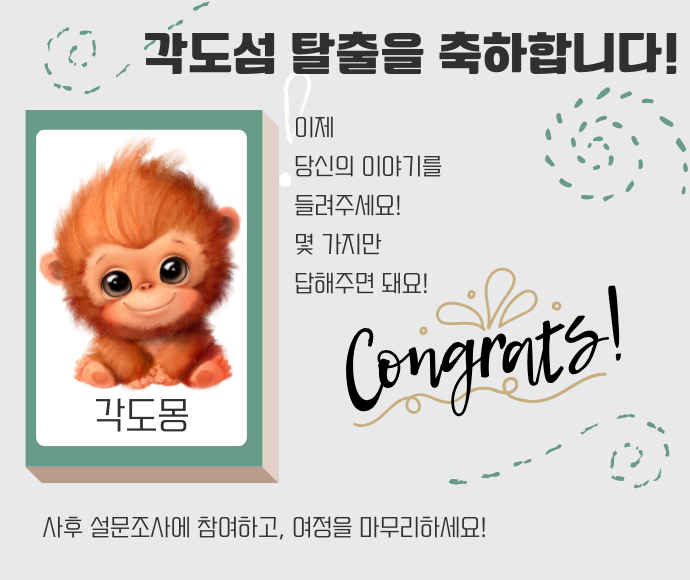 각도섬 탈출을 축하합니다!
이제
당신의 이야기를
들려주세요!
몇 가지만
답해주면 돼요!
Congrats!
각도몽
사후 설문조사에 참여하고, 여정을 마무리하세요!